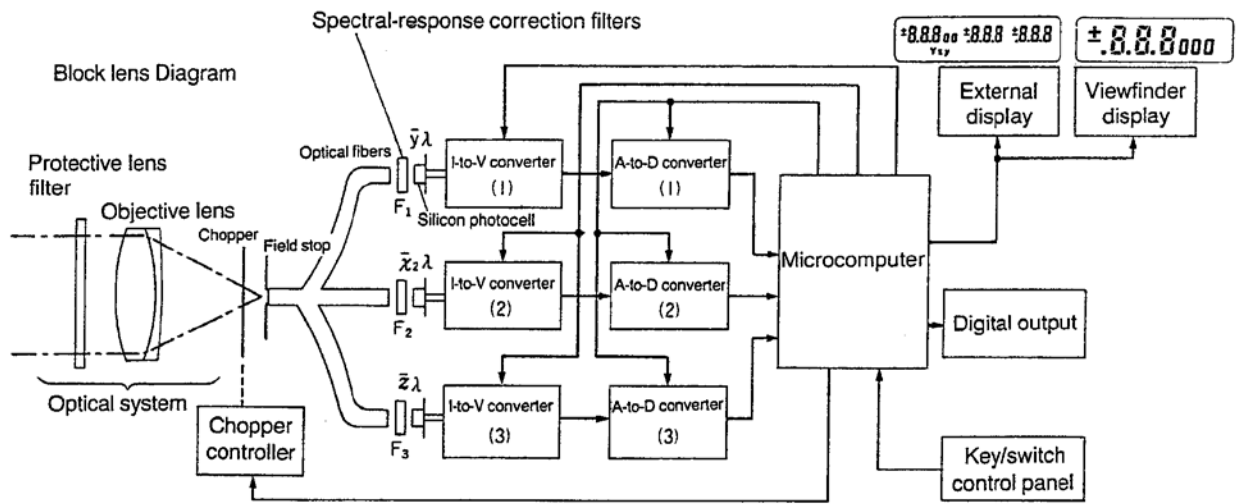 Spectral-response correction filters
±8.8.8.00 ±8.8.8 ±8.8.8
Yxy
± .8.8.8000
Block lens Diagram
External
display
Viewfinder
display
Protective lens
filter
Objective lens
Chopper
Field stop
Optical fibers
ȳλ
F₁
Silicon photocell
I-to-V converter
(1)
A-to-D converter
(1)
x̄₂λ
F₂
I-to-V converter
(2)
A-to-D converter
(2)
z̄λ
F₃
I-to-V converter
(3)
A-to-D converter
(3)
Microcomputer
Digital output
Optical system
Chopper
controller
Key/switch
control panel